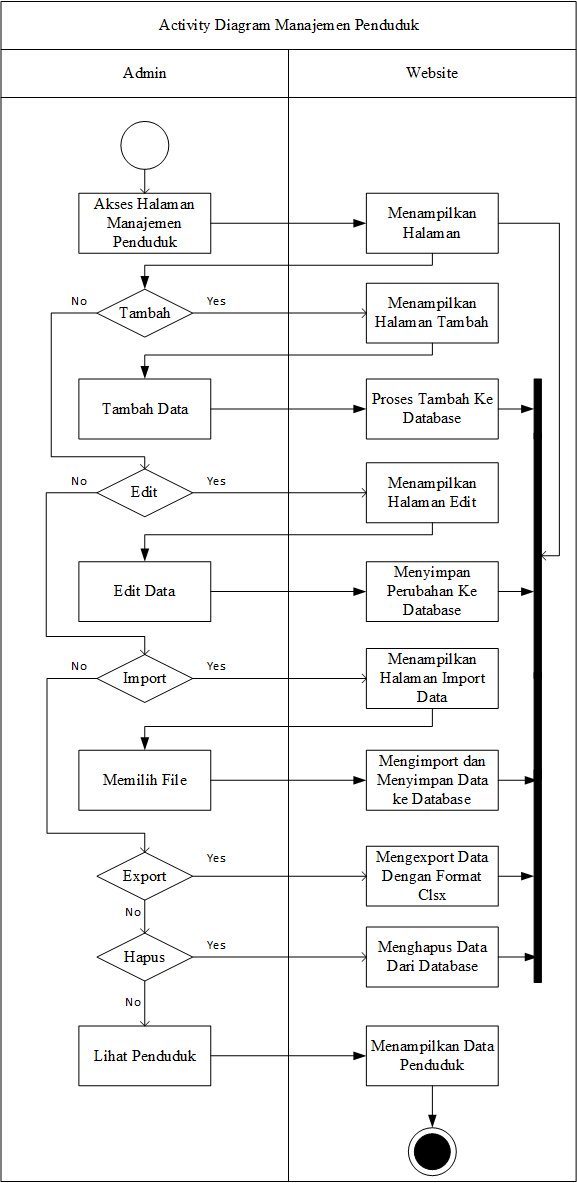 Activity Diagram Manajemen Penduduk
Admin
Website
Akses Halaman
Manajemen
Penduduk
Menampilkan
Halaman
No
Tambah
Yes
Menampilkan
Halaman Tambah
Tambah Data
Proses Tambah Ke
Database
No
Edit
Yes
Menampilkan
Halaman Edit
Edit Data
Menyimpan
Perubahan Ke
Database
No
Import
Yes
Menampilkan
Halaman Import
Data
Memilih File
Mengimport dan
Menyimpan Data
ke Database
Export
Yes
Mengexport Data
Dengan Format
Clsx
No
Hapus
Yes
Menghapus Data
Dari Database
No
Lihat Penduduk
Menampilkan Data
Penduduk